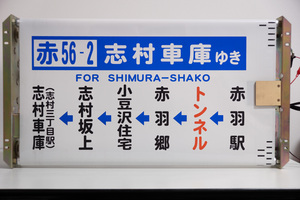 赤56-2 志村車庫ゆき
FOR SHIMURA-SHAKO
赤羽駅
←
トンネル
←
赤羽郷
←
小豆沢住宅
←
志村坂上
←
(志村三丁目駅)
志村車庫